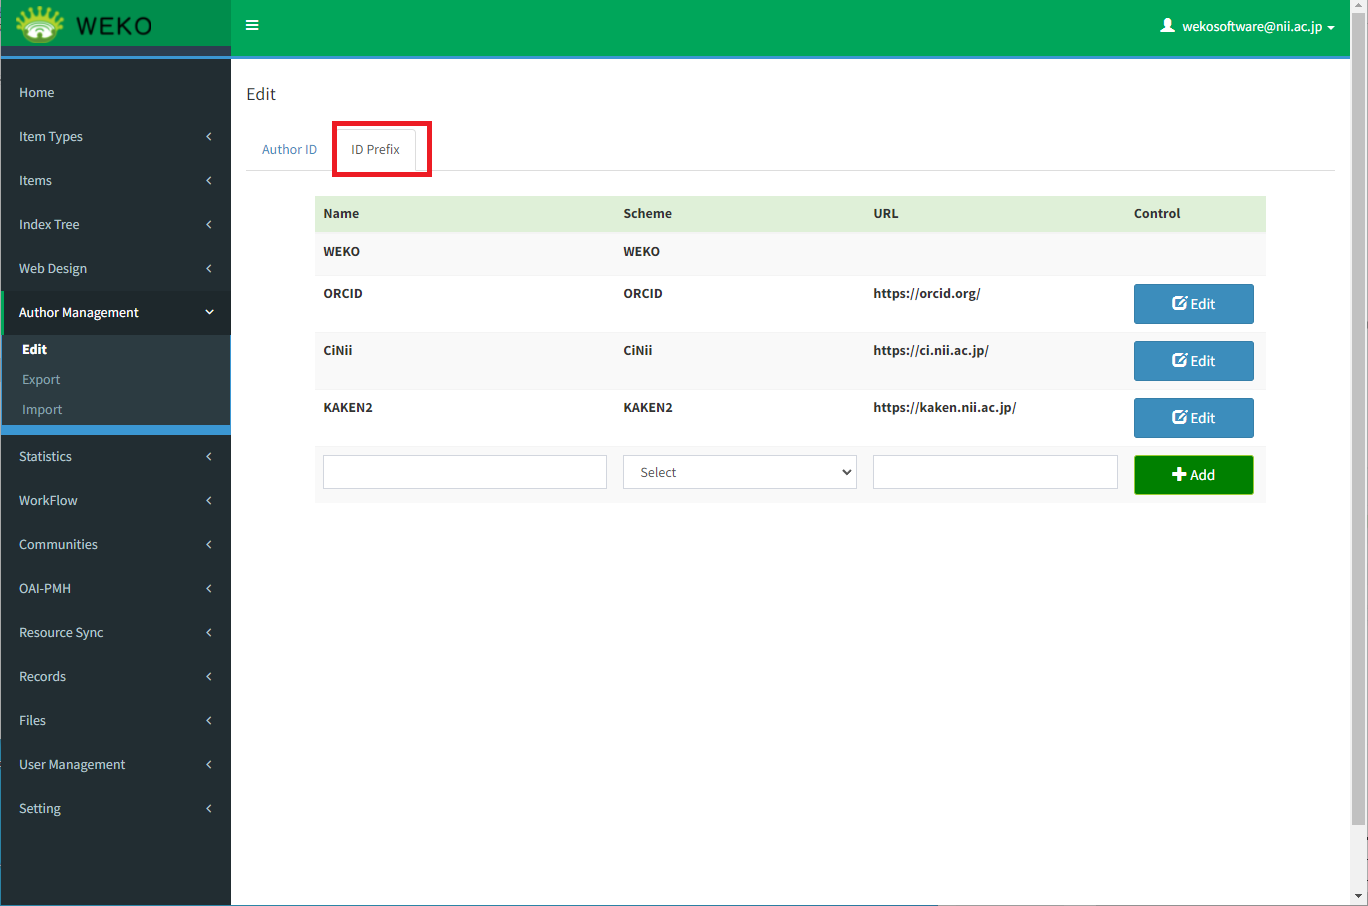 WEKO
wekosoftware@nii.ac.jp
Home
Item Types
Items
Index Tree
Web Design
Author Management
Edit
Export
Import
Statistics
WorkFlow
Communities
OAI-PMH
Resource Sync
Records
Files
User Management
Setting
Edit
Author ID ID Prefix
Name Scheme URL Control
WEKO WEKO
ORCID ORCID https://orcid.org/ Edit
CiNii CiNii https://ci.nii.ac.jp/ Edit
KAKEN2 KAKEN2 https://kaken.nii.ac.jp/ Edit
Select Add